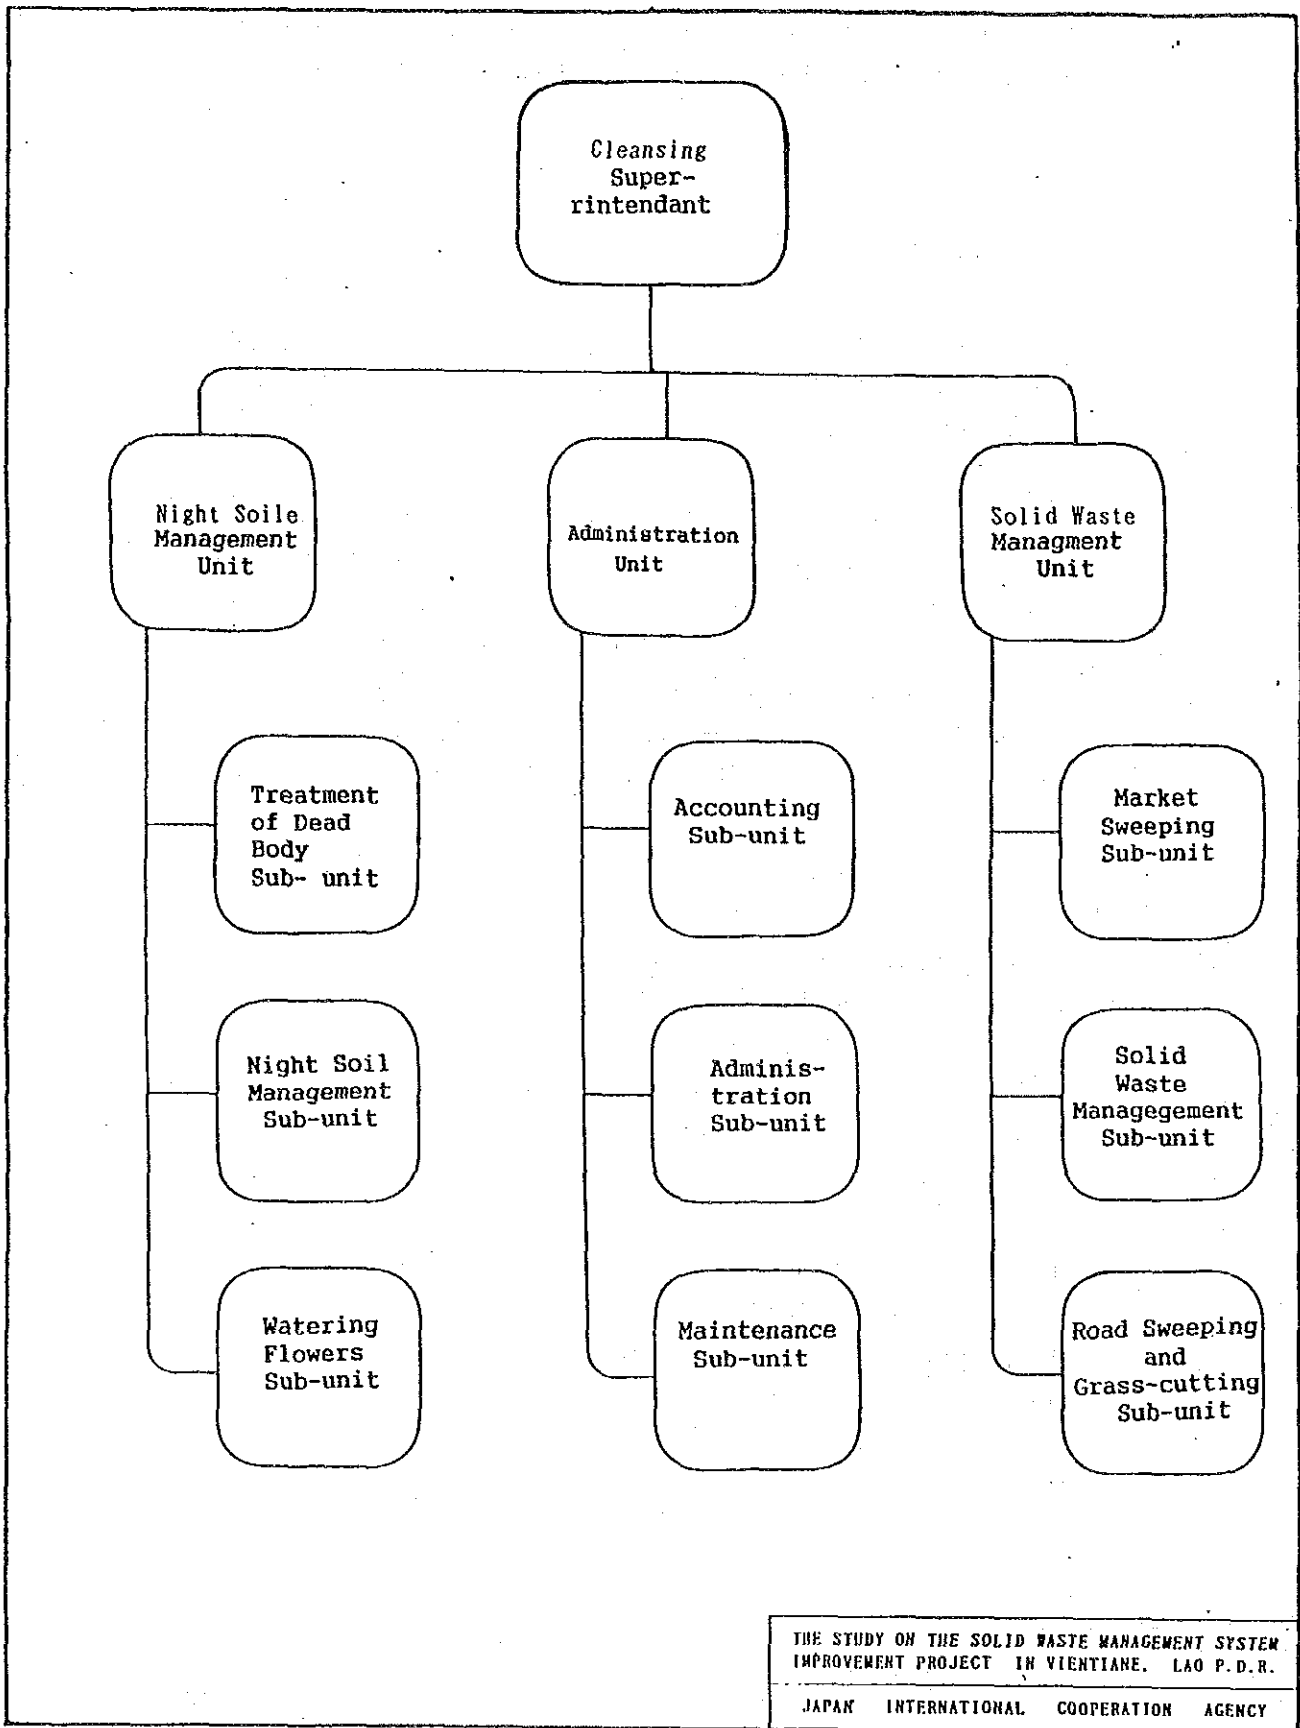 Cleansing
Super-
rintendant
Night Soile
Management
Unit
Administration
Unit
Solid Waste
Managment
Unit
Treatment
of Dead
Body
Sub- unit
Accounting
Sub-unit
Market
Sweeping
Sub-unit
Night Soil
Management
Sub-unit
Adminis-
tration
Sub-unit
Solid
Waste
Managegement
Sub-unit
Watering
Flowers
Sub-unit
Maintenance
Sub-unit
Road Sweeping
and
Grass-cutting
Sub-unit
THE STUDY ON THE SOLID WASTE MANAGEMENT SYSTEM
IMPROVEMENT PROJECT IN VIENTIANE. LAO P.D.R.
JAPAN INTERNATIONAL COOPERATION AGENCY